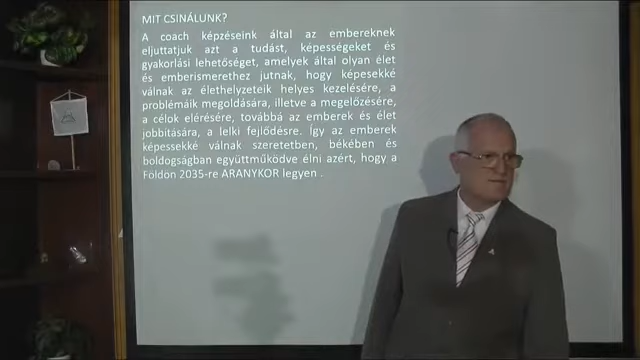 MIT CSINÁLUNK?
A coach képzéseink által az embereknek
eljuttatjuk azt a tudást, képességeket és
gyakorlási lehetőséget, amelyek által olyan élet
és emberismerethez jutnak, hogy képesekké
válnak az élethelyzeteik helyes kezelésére, a
problémáik megoldására, illetve a megelőzésére,
a célok elérésére, továbbá az emberek és élet
jobbítására, a lelki fejlődésre. Így az emberek
képessekké válnak szeretetben, békében és
boldogságban együttműködve élni azért, hogy a
Földön 2035-re ARANYKOR legyen .